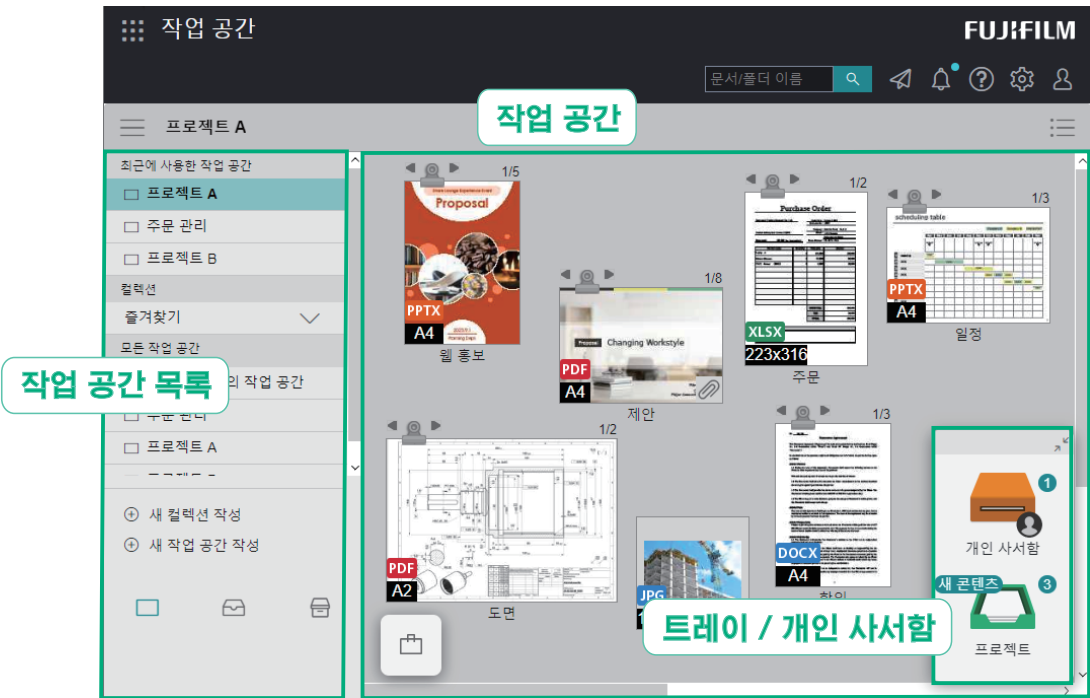 작업 공간
FUJIFILM
문서/폴더 이름
작업 공간
프로젝트 A
최근에 사용한 작업 공간
프로젝트 A
주문 관리
프로젝트 B
컬렉션
즐겨찾기
모든 작업 공간
작업 공간 목록
의 작업 공간
주문 관리
프로젝트 A
새 컬렉션 작성
새 작업 공간 작성
1/5
Proposal
PPTX
A4
웹 홍보
1/8
Proposal
Changing Workstyle
PDF
A4
제안
1/2
Purchase Order
XLSX
223x316
주문
1/3
scheduling table
PPTX
A4
일정
1/2
PDF
A2
도면
JPG
1/3
DOCX
A4
확인
1
개인 사서함
새 콘텐츠
3
프로젝트
트레이 / 개인 사서함